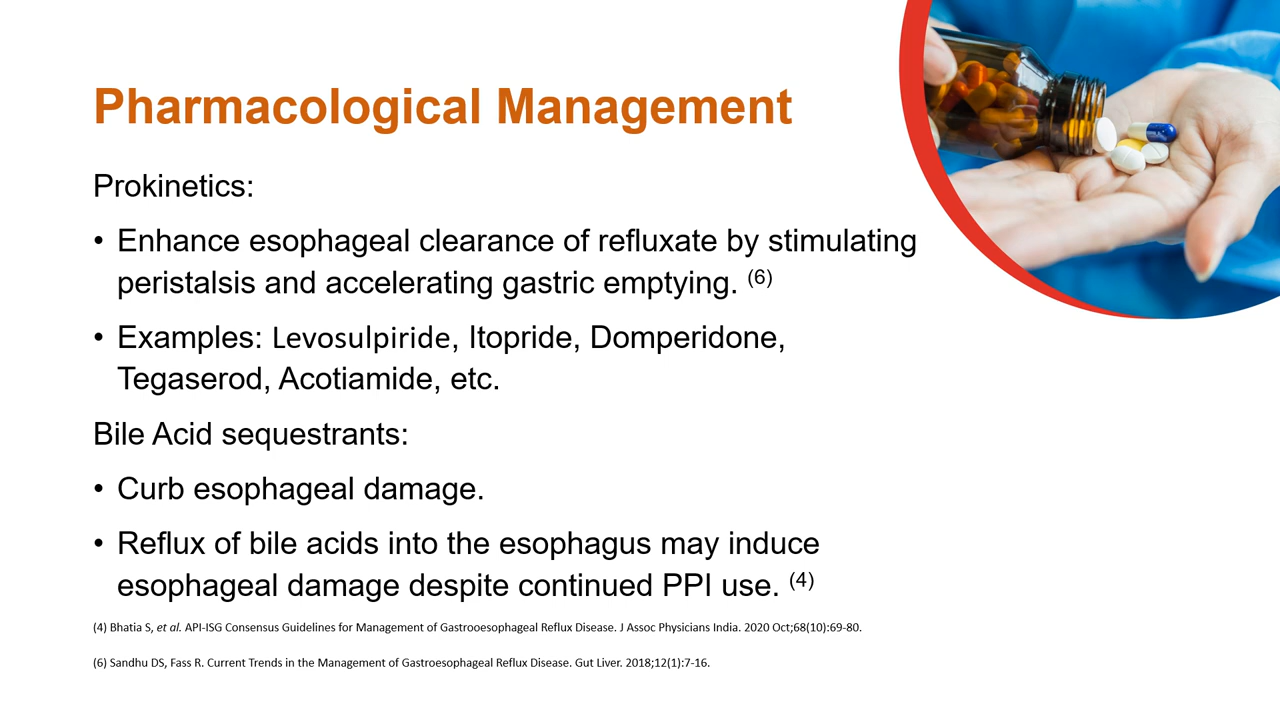 Pharmacological Management
Prokinetics:
• Enhance esophageal clearance of refluxate by stimulating
peristalsis and accelerating gastric emptying. (6)
• Examples: Levosulpiride, Itopride, Domperidone,
Tegaserod, Acotiamide, etc.
Bile Acid sequestrants:
• Curb esophageal damage.
• Reflux of bile acids into the esophagus may induce
esophageal damage despite continued PPI use. (4)
(4) Bhatia S, et al. API-ISG Consensus Guidelines for Management of Gastrooesophageal Reflux Disease. J Assoc Physicians India. 2020 Oct;68(10):69-80.
(6) Sandhu DS, Fass R. Current Trends in the Management of Gastroesophageal Reflux Disease. Gut Liver. 2018;12(1):7-16.